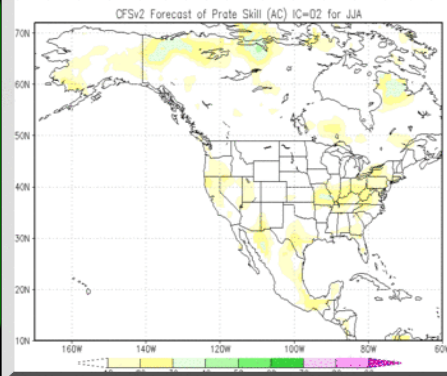 CFSv2 Forecast of Prate Skill (AC) IC=02 for JJA
70N
60N
50N
40N
30N
20N
10N
160W 140W 120W 100W 80W 60W